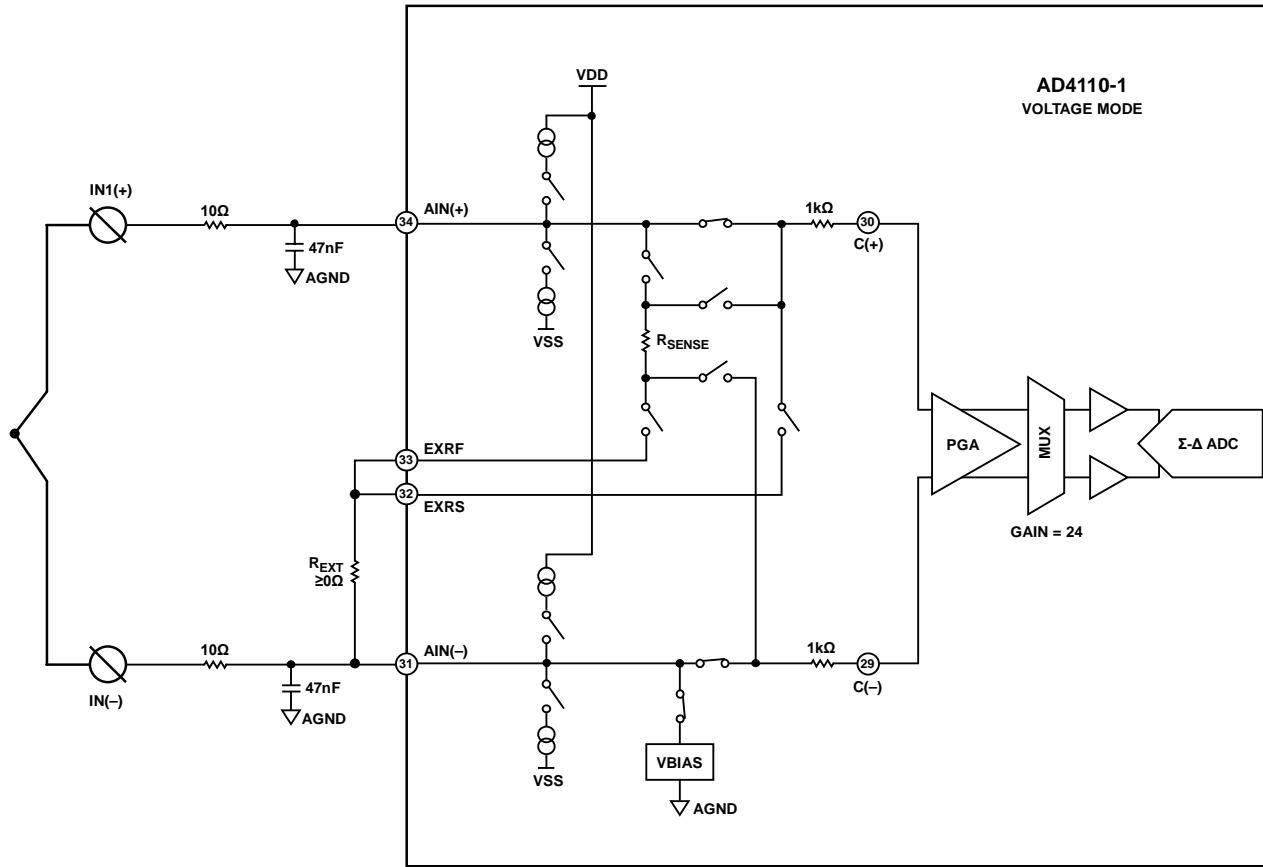 AD4110-1
VOLTAGE MODE
VDD
IN1(+)
10Ω
47nF
AGND
34
AIN(+)
VSS
RSENSE
1kΩ
30
C(+)
33
EXRF
32
EXRS
PGA
MUX
Σ-Δ ADC
GAIN = 24
REXT
≥0Ω
10Ω
IN(–)
47nF
AGND
31
AIN(–)
VSS
VBIAS
AGND
1kΩ
29
C(–)